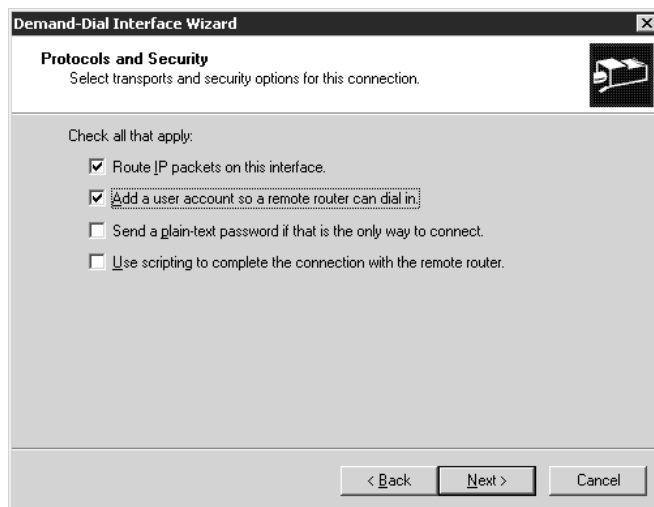 Demand-Dial Interface Wizard
Protocols and Security
Select transports and security options for this connection.
Check all that apply:
Route IP packets on this interface.
Add a user account so a remote router can dial in.
Send a plain-text password if that is the only way to connect.
Use scripting to complete the connection with the remote router.
< Back Next > Cancel